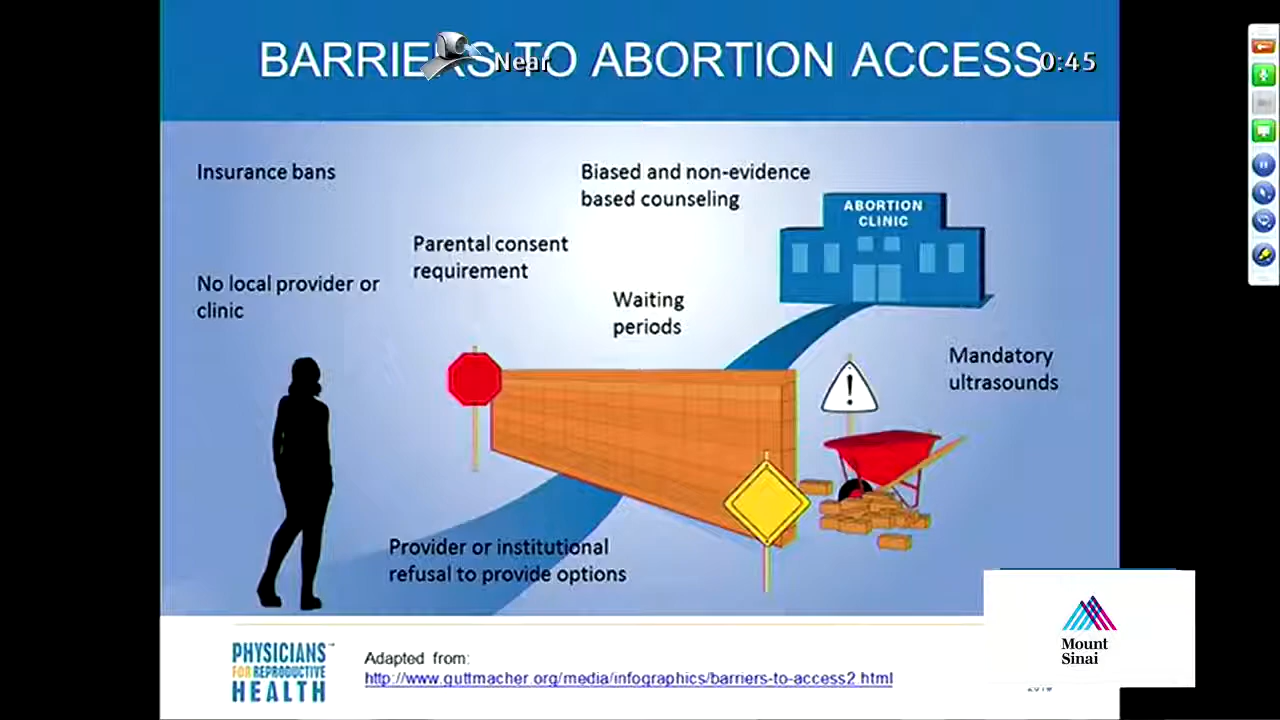 BARRIERS TO ABORTION ACCESS
Near
0:45
Insurance bans
Biased and non-evidence
based counseling
ABORTION
CLINIC
Parental consent
requirement
No local provider or
clinic
Waiting
periods
Mandatory
ultrasounds
Provider or institutional
refusal to provide options
PHYSICIANS
FOR REPRODUCTIVE
HEALTH
Adapted from:
http://www.guttmacher.org/media/infographics/barriers-to-access2.html
Mount
Sinai